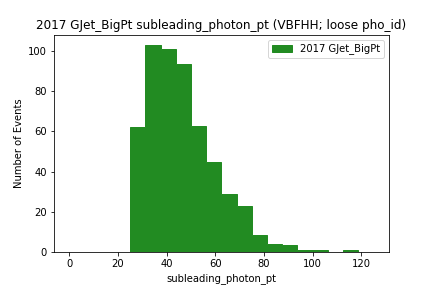 2017 GJet_BigPt subleading_photon_pt (VBFHH; loose pho_id)
2017 GJet_BigPt
Number of Events
100
80
60
40
20
0
0 20 40 60 80 100 120
subleading_photon_pt